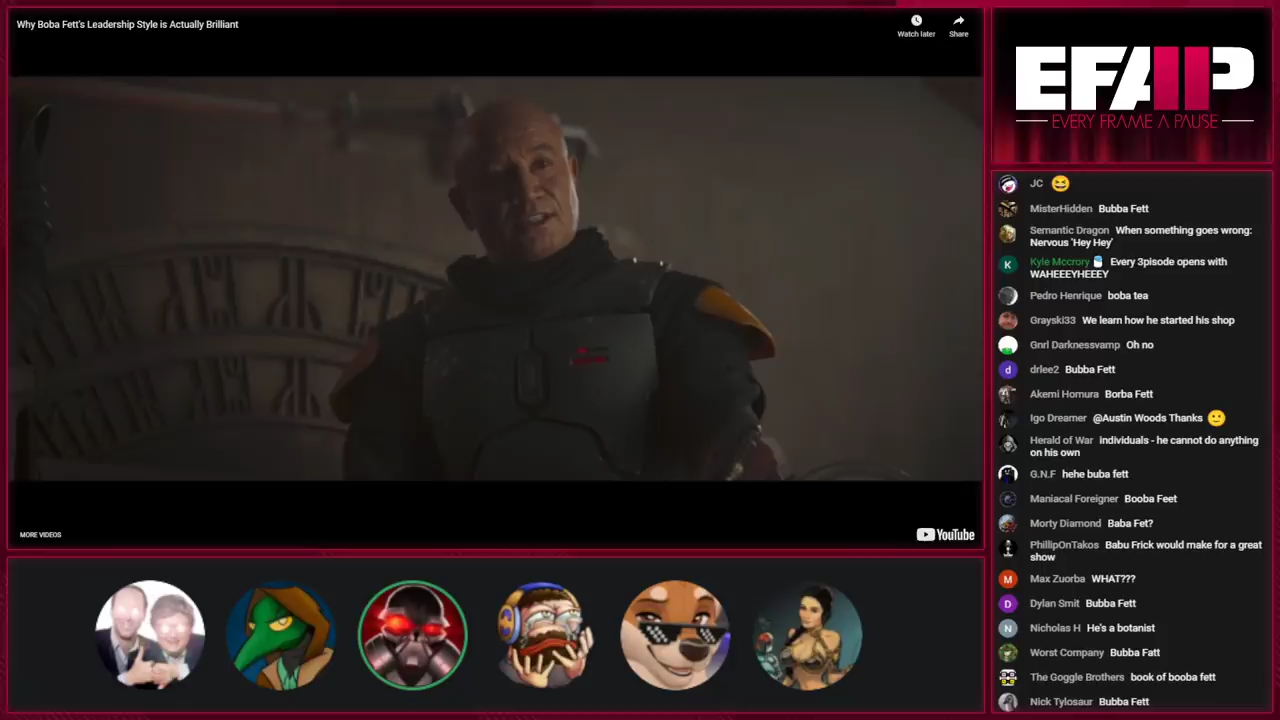 Why Boba Fett's Leadership Style is Actually Brilliant
Watch later
Share
MORE VIDEOS
YouTube
EFAP
EVERY FRAME A PAUSE
JC 😆
MisterHidden Bubba Fett
Semantic Dragon When something goes wrong:
Nervous 'Hey Hey'
K
Kyle Mccrory Every 3pisode opens with
WAHEEEYHEEEY
Pedro Henrique boba tea
Grayski33 We learn how he started his shop
Gnrl Darknessvamp Oh no
d
drlee2 Bubba Fett
Akemi Homura Borba Fett
Igo Dreamer @Austin Woods Thanks 🙂
Herald of War individuals - he cannot do anything
on his own
G.N.F hehe buba fett
Maniacal Foreigner Booba Feet
Morty Diamond Baba Fet?
PhillipOnTakos Babu Frick would make for a great
show
M
Max Zuorba WHAT???
D
Dylan Smit Bubba Fett
N
Nicholas H He's a botanist
Worst Company Bubba Fatt
The Goggle Brothers book of booba fett
Nick Tylosaur Bubba Fett